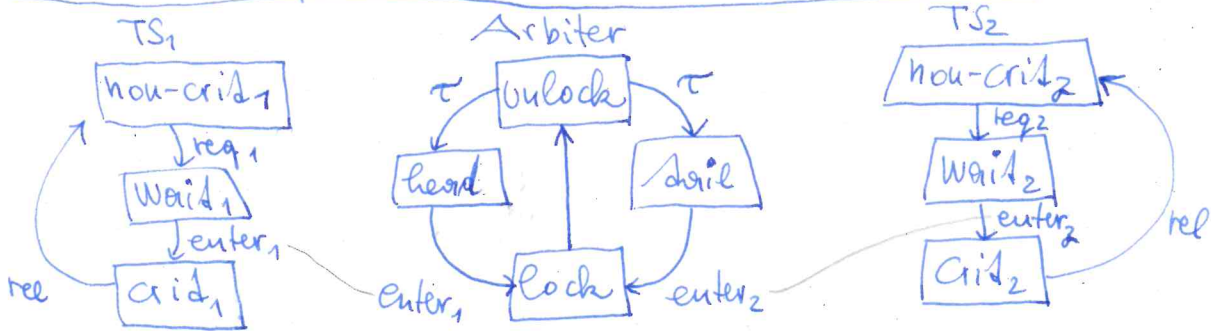 TS₁ Arbiter TS₂
non-crit₁ τ unlock τ non-crit₂
req₁ req₂
wait₁ head tail wait₂
enter₁ enter₂
rel crit₁ enter₁ lock enter₂ crit₂ rel